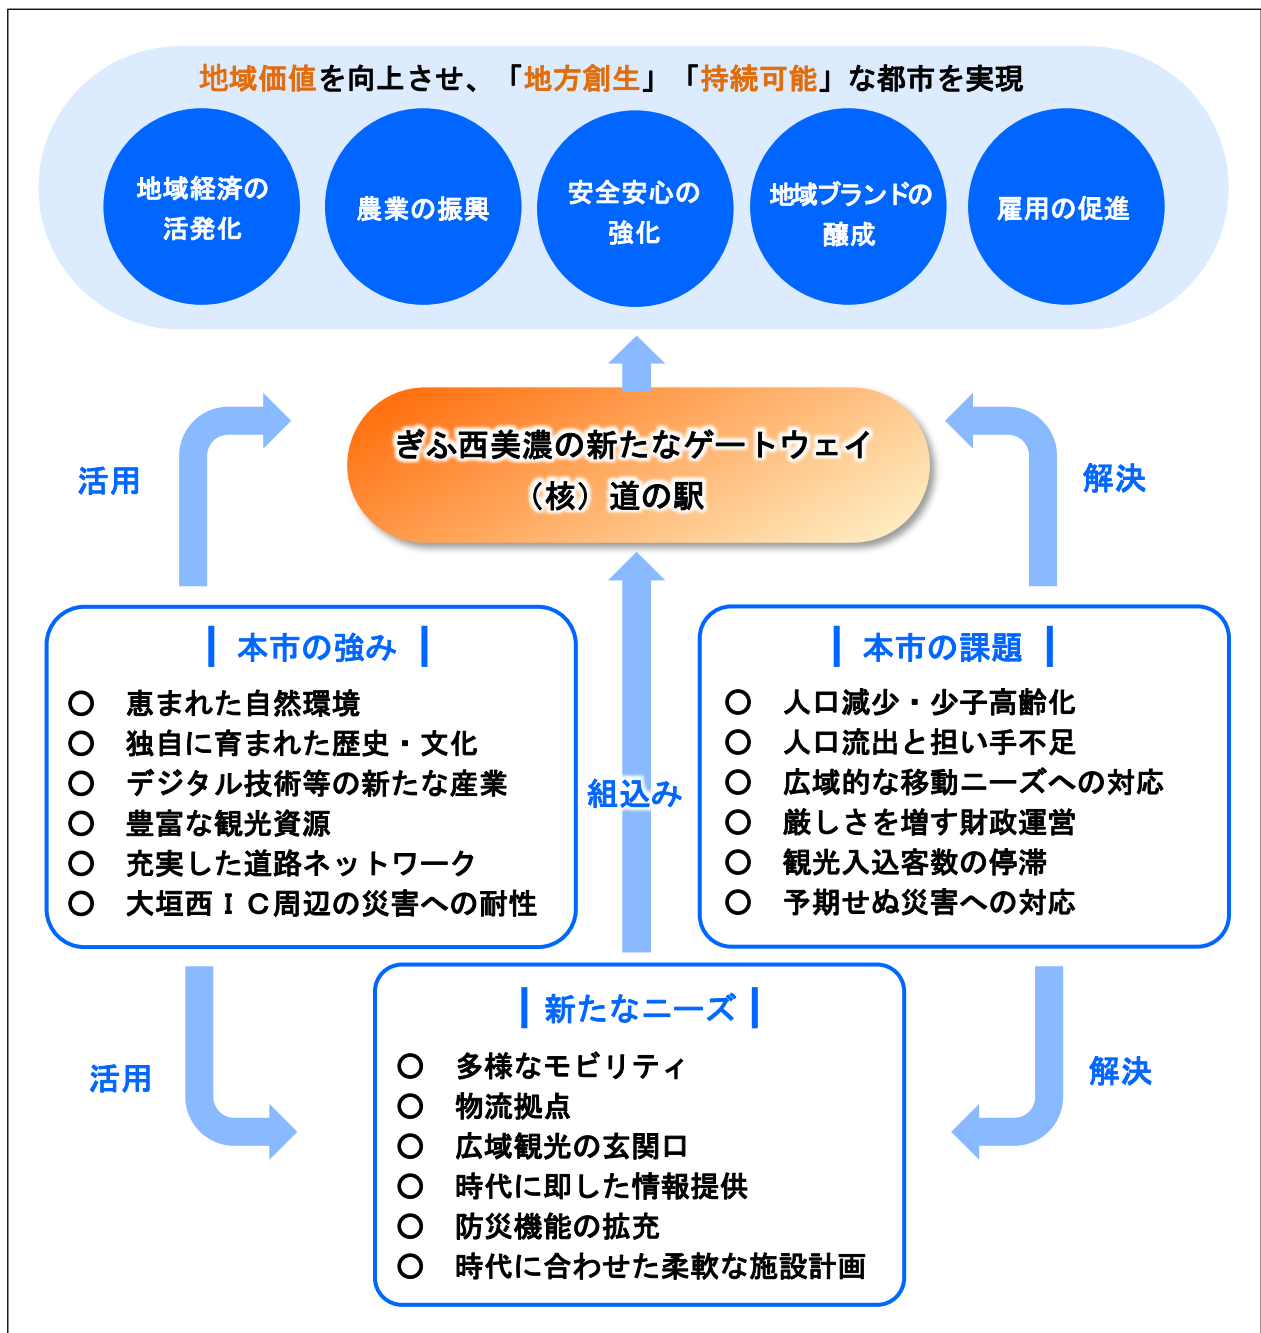 地域価値を向上させ、「地方創生」「持続可能」な都市を実現
地域経済の
活発化
農業の振興
安全安心の
強化
地域ブランドの
醸成
雇用の促進
ぎふ西美濃の新たなゲートウェイ
（核）道の駅
活用
解決
本市の強み
○ 恵まれた自然環境
○ 独自に育まれた歴史・文化
○ デジタル技術等の新たな産業
○ 豊富な観光資源
○ 充実した道路ネットワーク
○ 大垣西ＩＣ周辺の災害への耐性
組込み
本市の課題
○ 人口減少・少子高齢化
○ 人口流出と担い手不足
○ 広域的な移動ニーズへの対応
○ 厳しさを増す財政運営
○ 観光入込客数の停滞
○ 予期せぬ災害への対応
活用
解決
新たなニーズ
○ 多様なモビリティ
○ 物流拠点
○ 広域観光の玄関口
○ 時代に即した情報提供
○ 防災機能の拡充
○ 時代に合わせた柔軟な施設計画